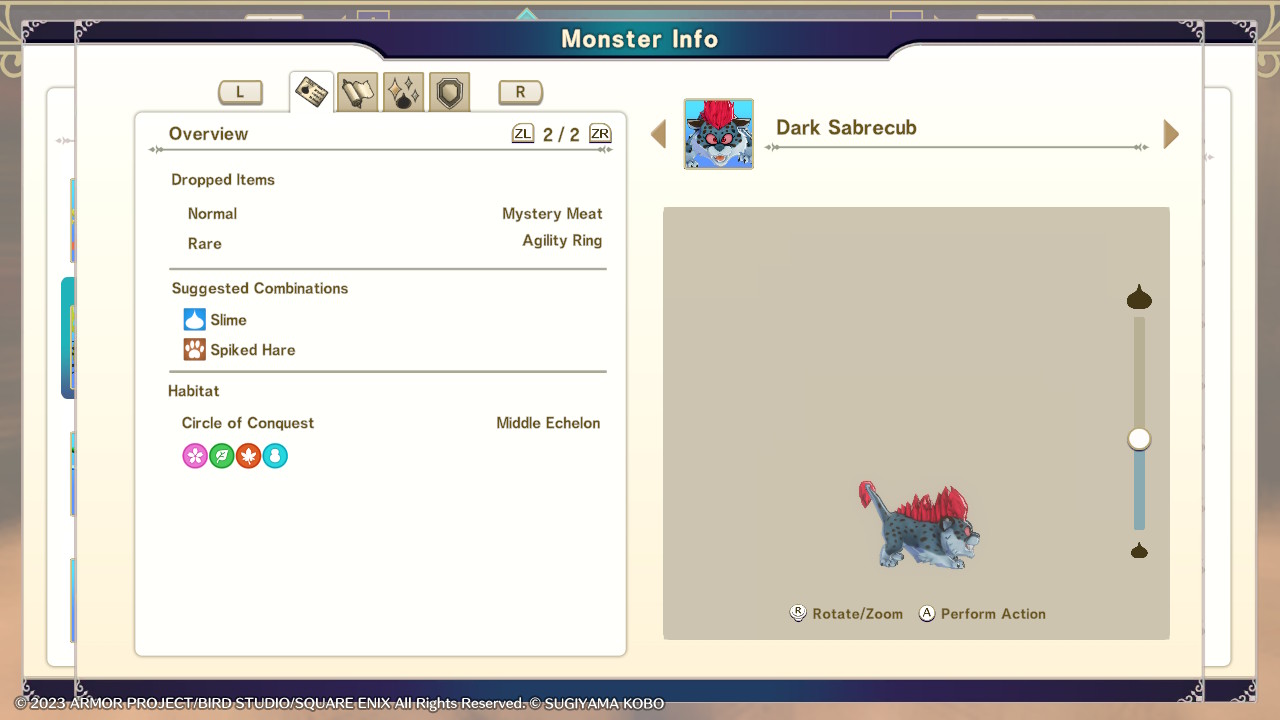 Monster Info
L
R
Overview
ZL 2 / 2 ZR
Dropped Items
Normal Mystery Meat
Rare Agility Ring
Suggested Combinations
Slime
Spiked Hare
Habitat
Circle of Conquest Middle Echelon
Dark Sabrecub
R Rotate/Zoom A Perform Action
© 2023 ARMOR PROJECT/BIRD STUDIO/SQUARE ENIX All Rights Reserved. © SUGIYAMA KOBO